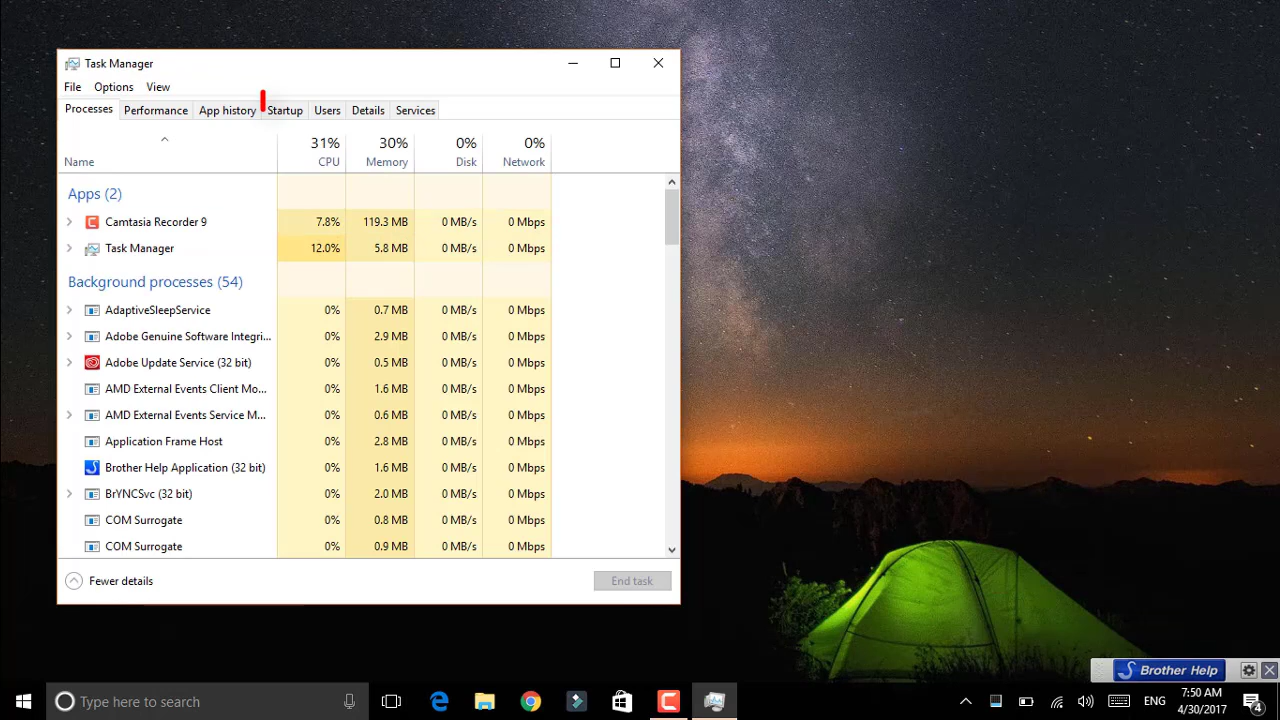 Task Manager
File Options View
Processes Performance App history Startup Users Details Services
31% 30% 0% 0%
Name CPU Memory Disk Network
Apps (2)
Camtasia Recorder 9 7.8% 119.3 MB 0 MB/s 0 Mbps
Task Manager 12.0% 5.8 MB 0 MB/s 0 Mbps
Background processes (54)
AdaptiveSleepService 0% 0.7 MB 0 MB/s 0 Mbps
Adobe Genuine Software Integri... 0% 2.9 MB 0 MB/s 0 Mbps
Adobe Update Service (32 bit) 0% 0.5 MB 0 MB/s 0 Mbps
AMD External Events Client Mo... 0% 1.6 MB 0 MB/s 0 Mbps
AMD External Events Service M... 0% 0.6 MB 0 MB/s 0 Mbps
Application Frame Host 0% 2.8 MB 0 MB/s 0 Mbps
Brother Help Application (32 bit) 0% 1.6 MB 0 MB/s 0 Mbps
BrYNCSvc (32 bit) 0% 2.0 MB 0 MB/s 0 Mbps
COM Surrogate 0% 0.8 MB 0 MB/s 0 Mbps
COM Surrogate 0% 0.9 MB 0 MB/s 0 Mbps
Fewer details End task
Brother Help
Type here to search ENG 7:50 AM
4/30/2017 4